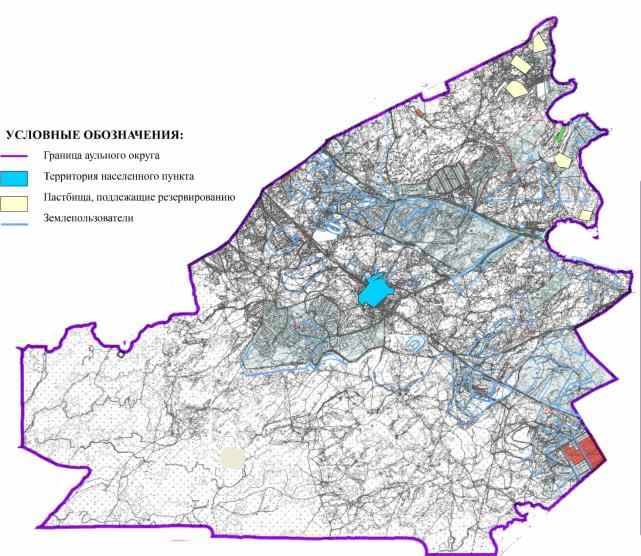 УСЛОВНЫЕ ОБОЗНАЧЕНИЯ:
Граница аульного округа
Территория населенного пункта
Пастбища, подлежащие резервированию
Землепользователи